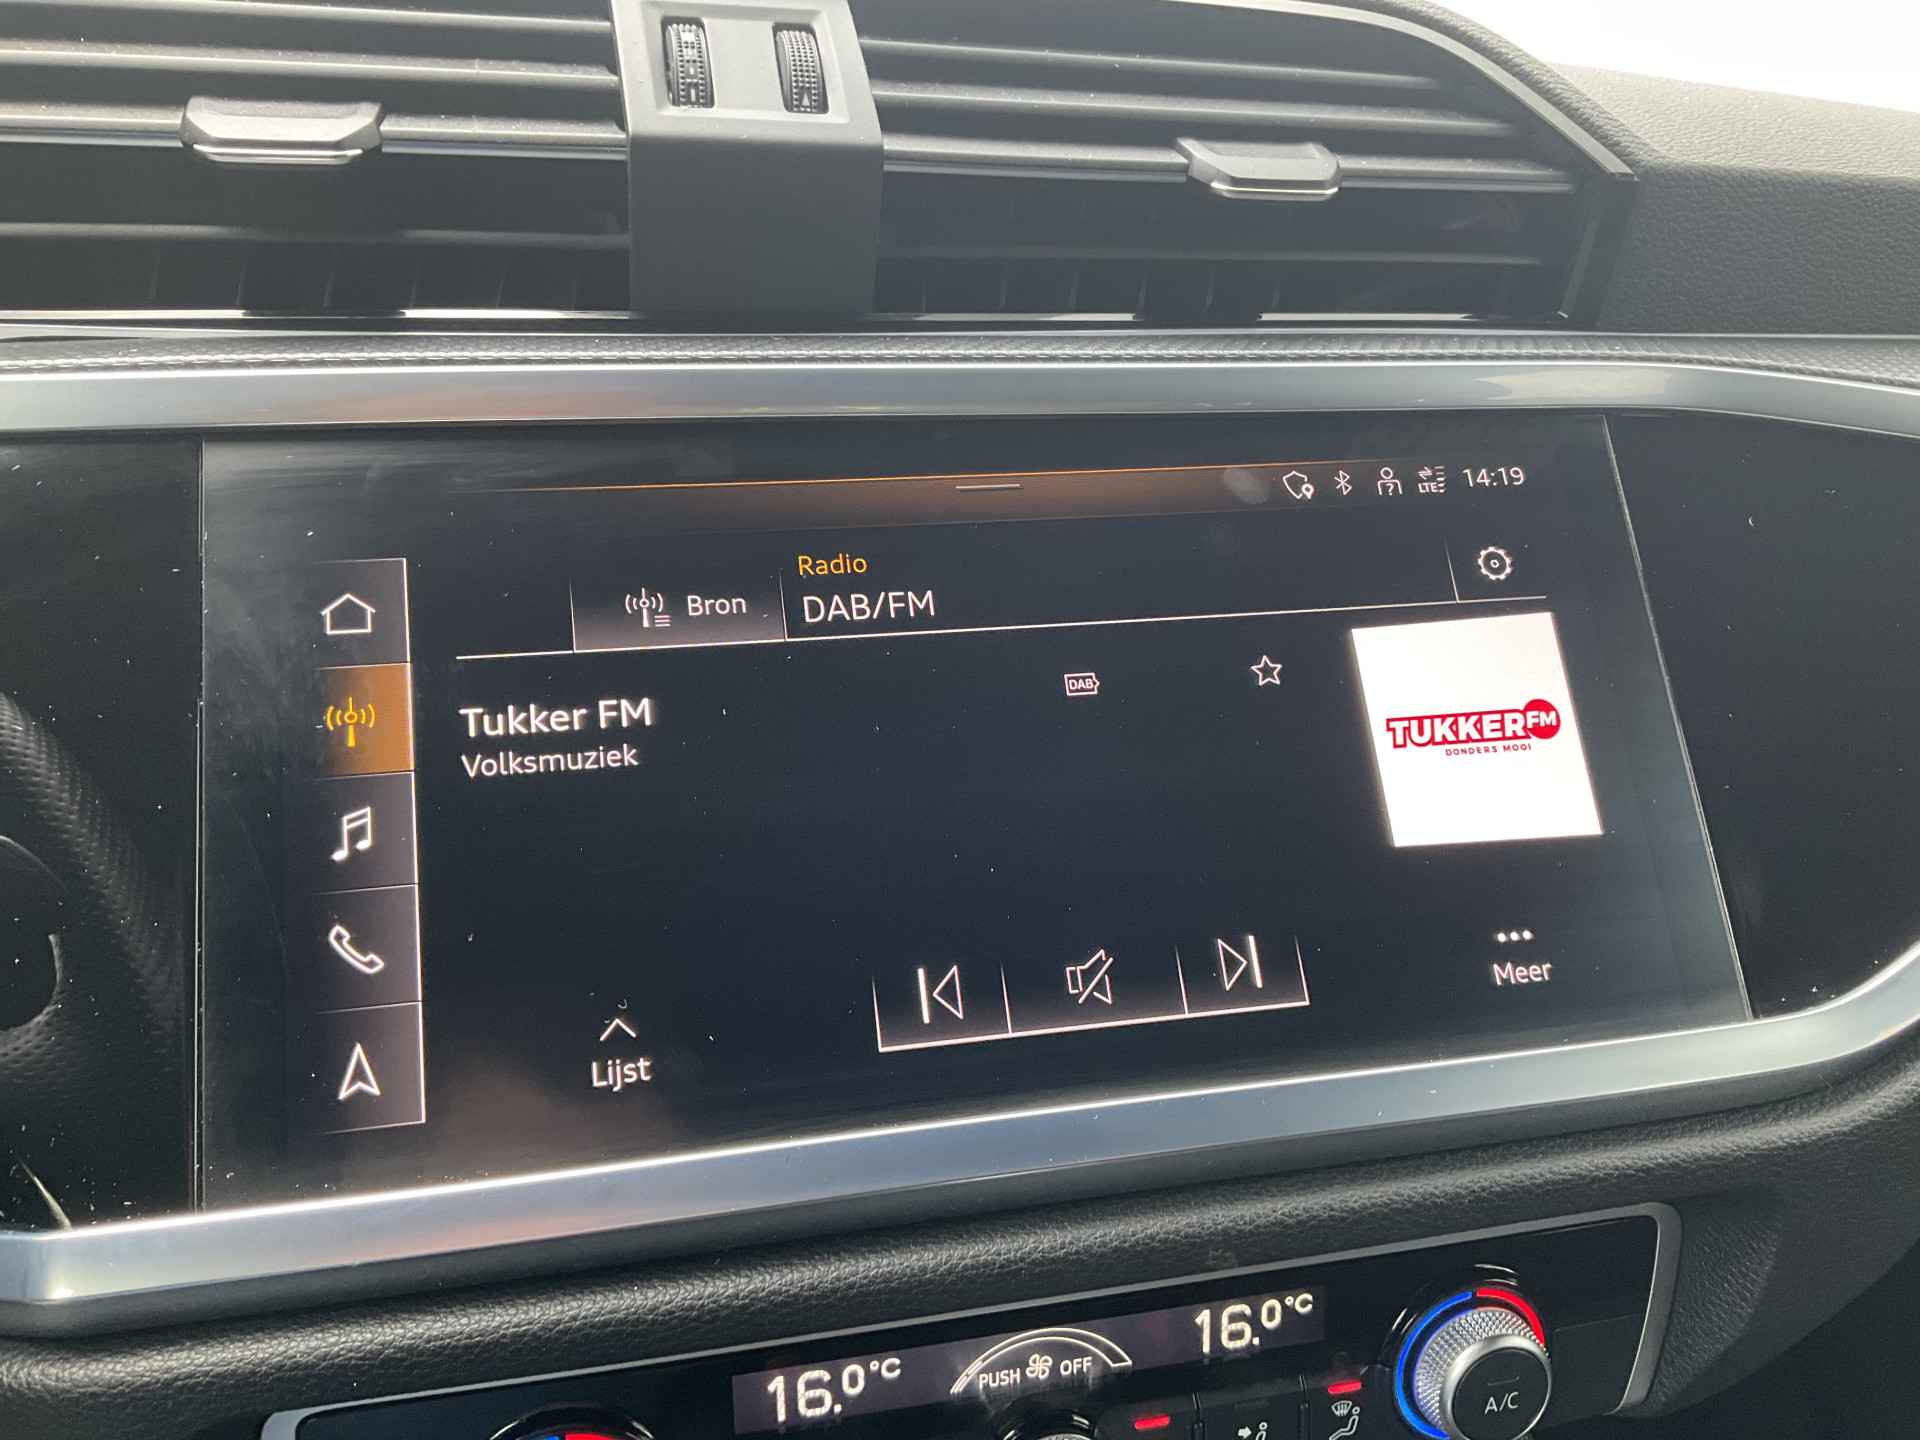 LTE 14:19
Radio
Bron DAB/FM
Tukker FM
Volksmuziek
DAB
TUKKER FM
DONDERS MOOI
Meer
Lijst
16.0°C PUSH OFF 16.0°C
A/C